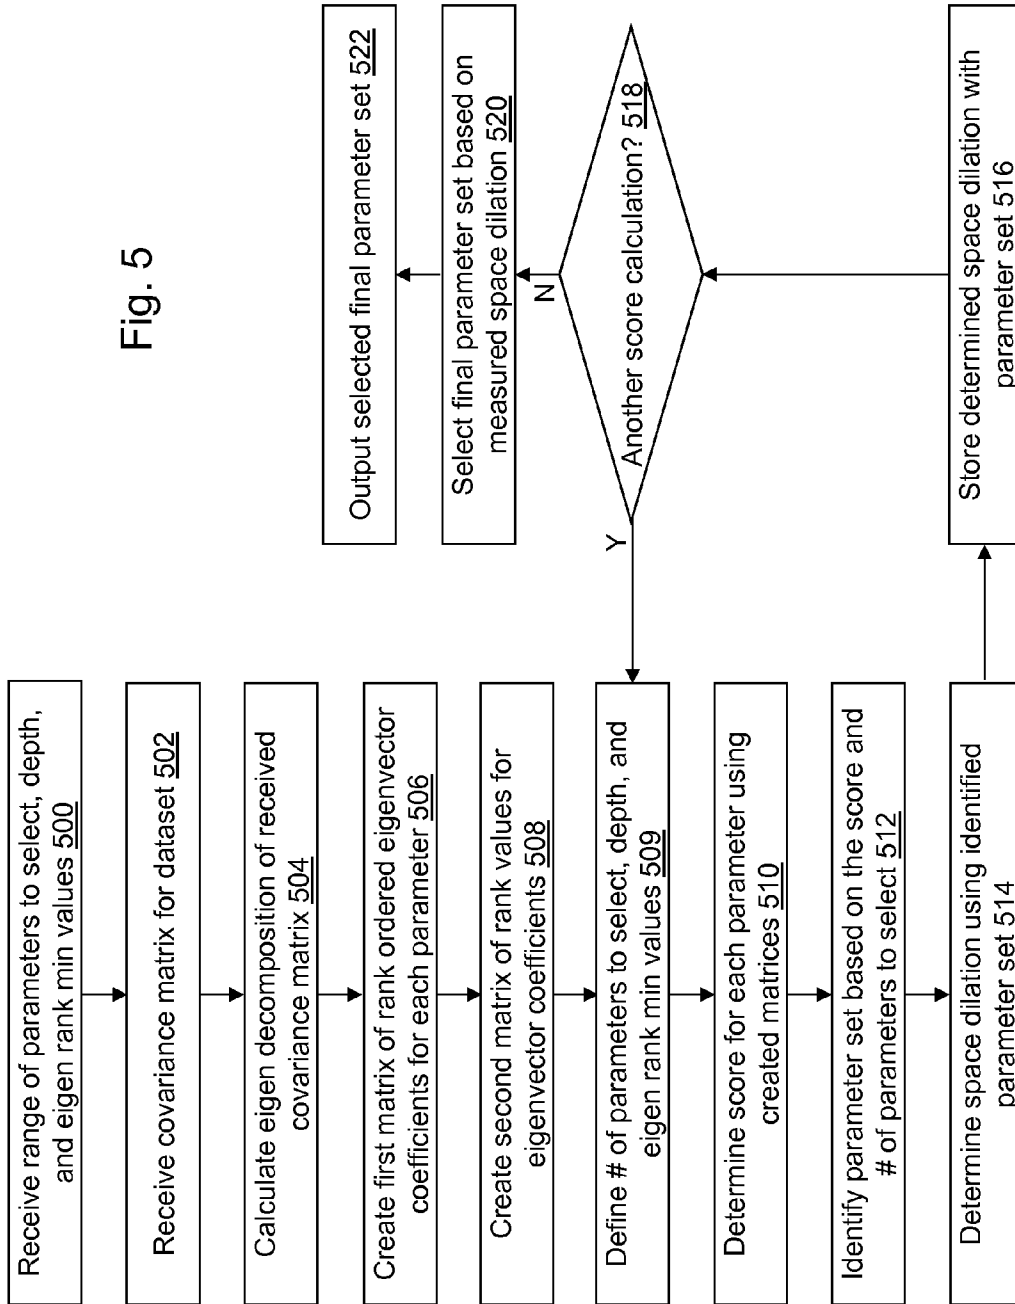 Fig. 5
Receive range of parameters to select, depth,
and eigen rank min values 500
Receive covariance matrix for dataset 502
Calculate eigen decomposition of received
covariance matrix 504
Create first matrix of rank ordered eigenvector
coefficients for each parameter 506
Create second matrix of rank values for
eigenvector coefficients 508
Define # of parameters to select, depth, and
eigen rank min values 509
Determine score for each parameter using
created matrices 510
Identify parameter set based on the score and
# of parameters to select 512
Determine space dilation using identified
parameter set 514
Store determined space dilation with
parameter set 516
Another score calculation? 518
Y
N
Select final parameter set based on
measured space dilation 520
Output selected final parameter set 522